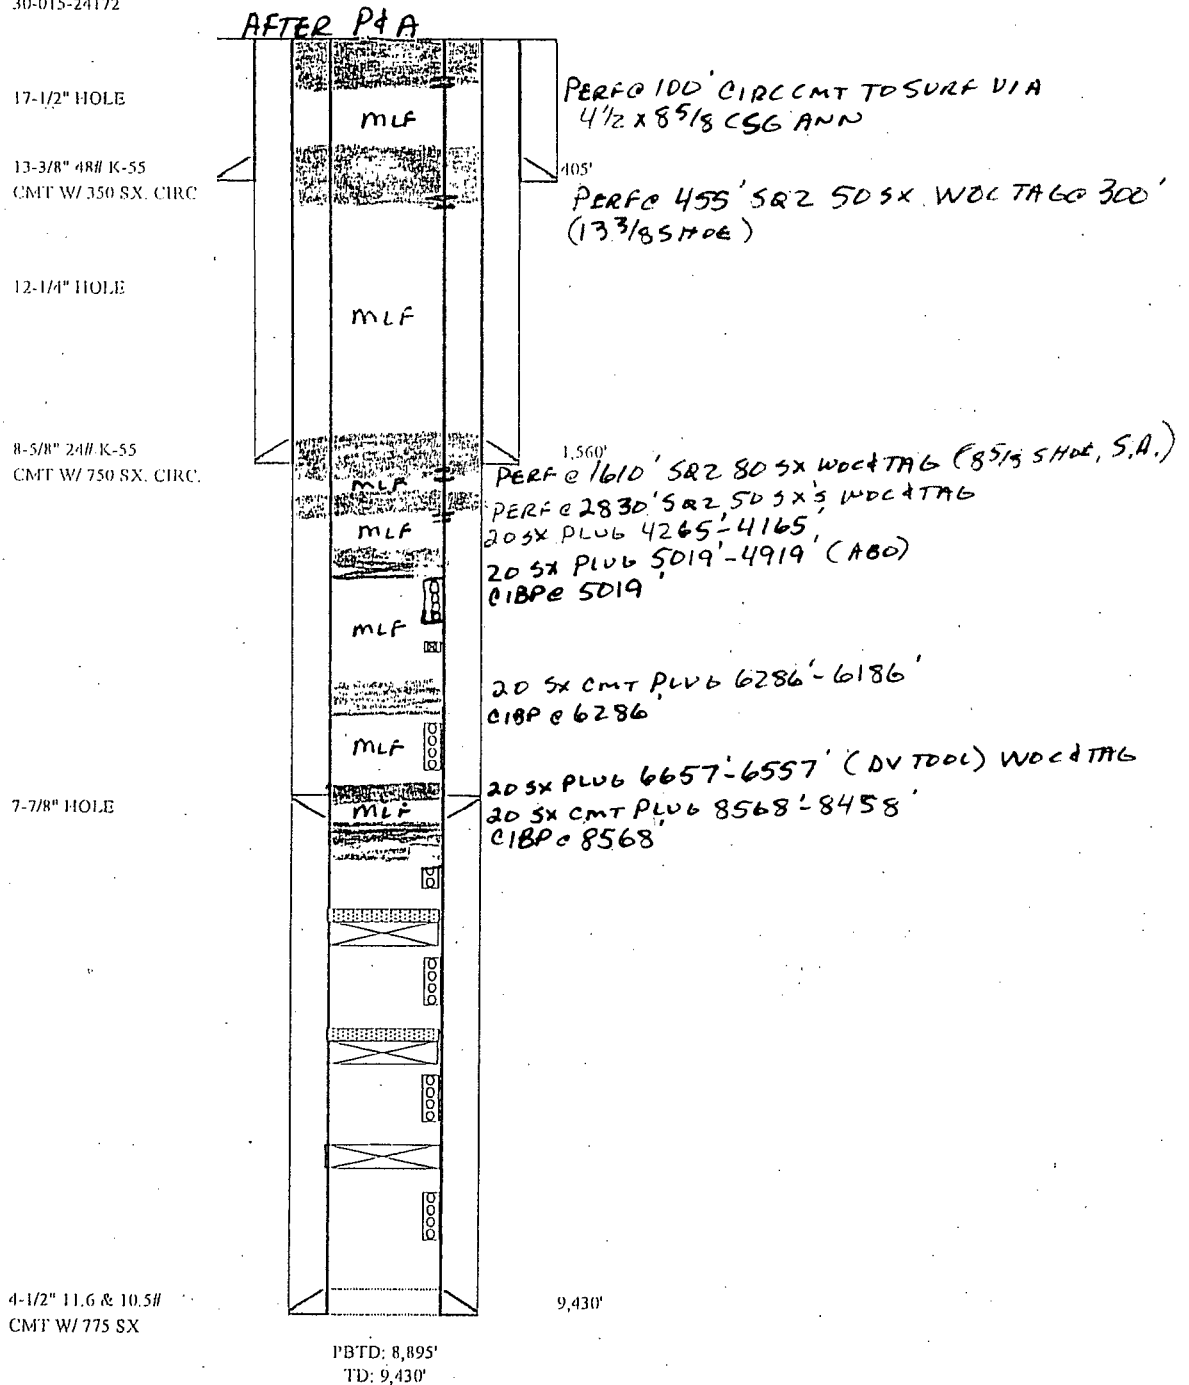 30-015-24172
AFTER P&A
17-1/2" HOLE
PERF@ 100' CIRC CMT TO SURF VIA
4 1/2 x 8 5/8 CSG ANN
MLF
13-3/8" 48# K-55
CMT W/ 350 SX. CIRC
405'
PERF@ 455' SQZ 50 SX WOC TAG@ 300'
(13 3/8 SHOE)
12-1/4" HOLE
MLF
8-5/8" 24# K-55
CMT W/ 750 SX. CIRC.
1,560'
PERF @ 1610' SQZ 80 SX WOC & TAG (8 5/8 SHOE, S.A.)
MLF
PERF @ 2830' SQZ 50 SX'S WOC & TAG
MLF
20 SX PLUG 4265'-4165'
20 SX PLUG 5019'-4919' (ABO)
CIBP@ 5019'
MLF
20 SX CMT PLUG 6286'-6186'
CIBP @ 6286'
MLF
20 SX PLUG 6657'-6557' (DV TOOL) WOC & TAG
7-7/8" HOLE
MLF
20 SX CMT PLUG 8568'-8458'
CIBP @ 8568'
4-1/2" 11.6 & 10.5#
CMT W/ 775 SX
9,430'
PBTD: 8,895'
TD: 9,430'